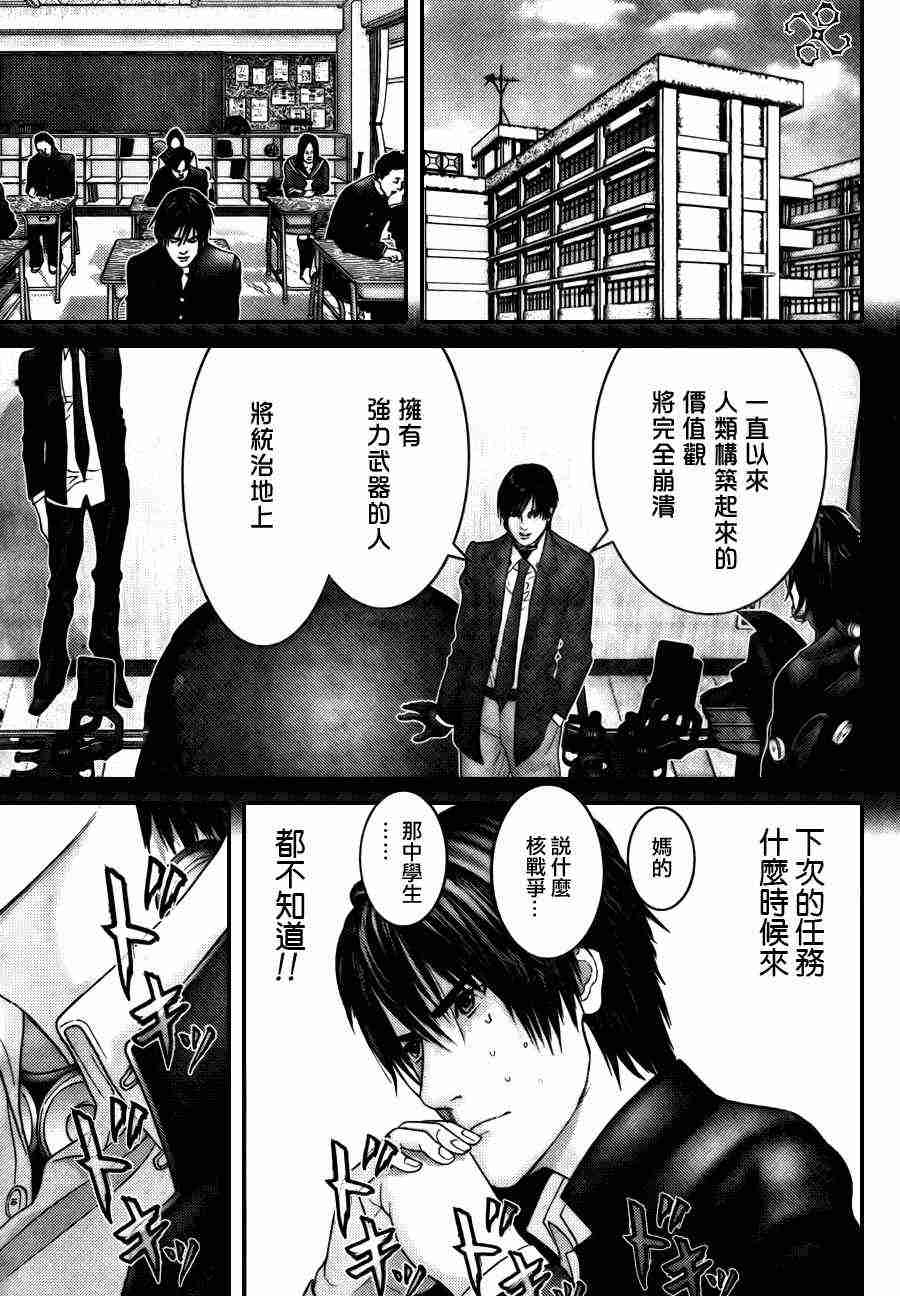 一直以來
人類構築起來的
價值觀
將完全崩潰
擁有
強力武器的人
將統治地上
下次的任務
什麼時候來
媽的
說什麼
核戰爭…
那中學生
……
都不知道!!
ドキッ
ドキッ
ドキッ
ドキッ
ドキッ